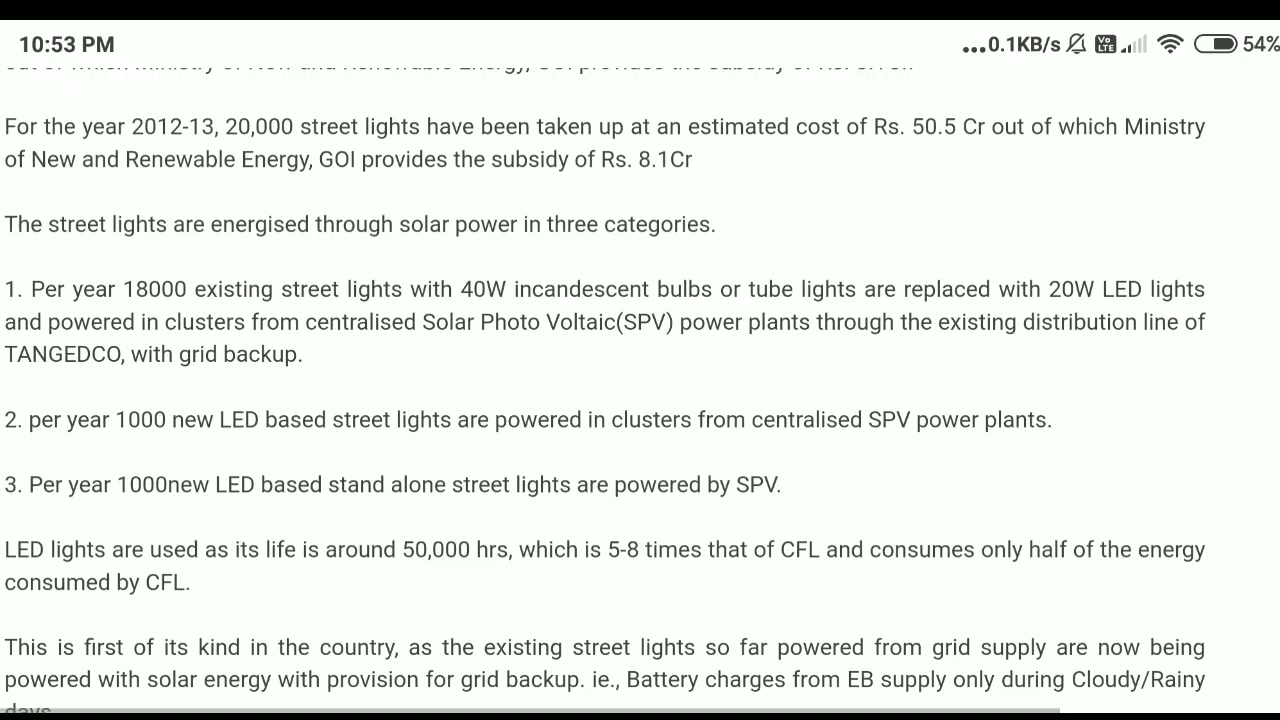 10:53 PM
...0.1KB/s Vo LTE 54%
For the year 2012-13, 20,000 street lights have been taken up at an estimated cost of Rs. 50.5 Cr out of which Ministry
of New and Renewable Energy, GOI provides the subsidy of Rs. 8.1Cr
The street lights are energised through solar power in three categories.
1. Per year 18000 existing street lights with 40W incandescent bulbs or tube lights are replaced with 20W LED lights
and powered in clusters from centralised Solar Photo Voltaic(SPV) power plants through the existing distribution line of
TANGEDCO, with grid backup.
2. per year 1000 new LED based street lights are powered in clusters from centralised SPV power plants.
3. Per year 1000new LED based stand alone street lights are powered by SPV.
LED lights are used as its life is around 50,000 hrs, which is 5-8 times that of CFL and consumes only half of the energy
consumed by CFL.
This is first of its kind in the country, as the existing street lights so far powered from grid supply are now being
powered with solar energy with provision for grid backup. ie., Battery charges from EB supply only during Cloudy/Rainy
days